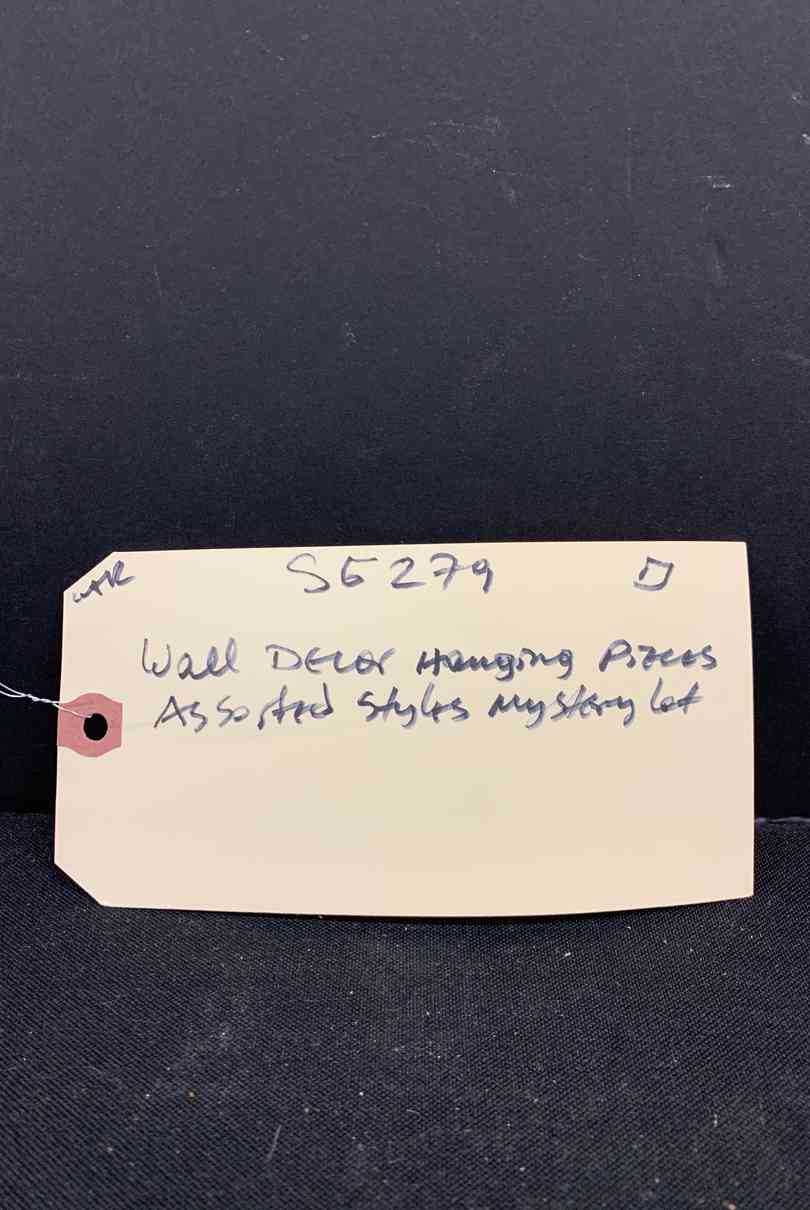 S5279 D
Wall Decor Hanging Pieces
Assorted Styles Mystery Lot